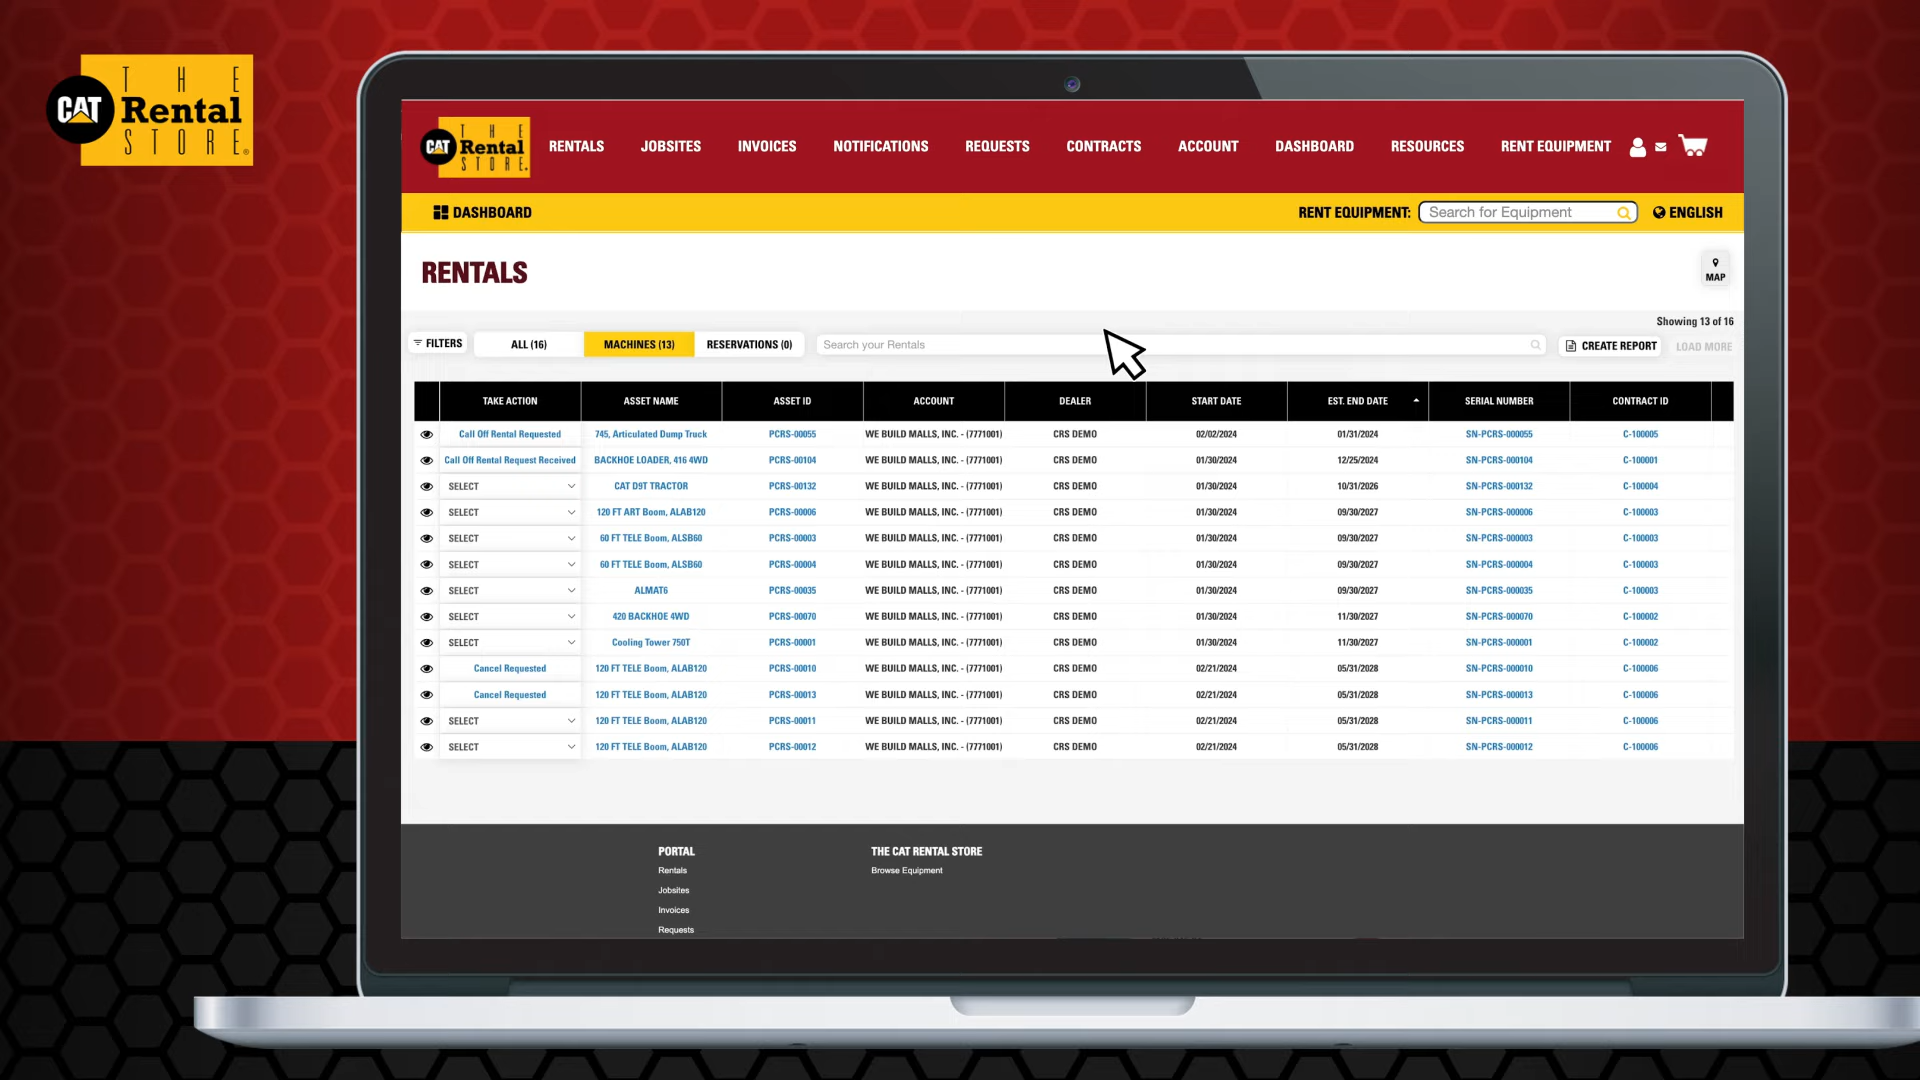 THE
CAT Rental
STORE®
THE
CAT Rental
STORE®
RENTALS JOBSITES INVOICES NOTIFICATIONS REQUESTS CONTRACTS ACCOUNT DASHBOARD RESOURCES RENT EQUIPMENT
DASHBOARD RENT EQUIPMENT: Search for Equipment ENGLISH
RENTALS
MAP
Showing 13 of 16
FILTERS ALL (16) MACHINES (13) RESERVATIONS (0) Search your Rentals CREATE REPORT LOAD MORE
TAKE ACTION ASSET NAME ASSET ID ACCOUNT DEALER START DATE EST. END DATE SERIAL NUMBER CONTRACT ID
Call Off Rental Requested 745, Articulated Dump Truck PCRS-00055 WE BUILD MALLS, INC. - (7771001) CRS DEMO 02/02/2024 01/31/2024 SN-PCRS-000055 C-100005
Call Off Rental Request Received BACKHOE LOADER, 416 4WD PCRS-00104 WE BUILD MALLS, INC. - (7771001) CRS DEMO 01/30/2024 12/25/2024 SN-PCRS-000104 C-100001
SELECT CAT D9T TRACTOR PCRS-00132 WE BUILD MALLS, INC. - (7771001) CRS DEMO 01/30/2024 10/31/2026 SN-PCRS-000132 C-100004
SELECT 120 FT ART Boom, ALAB120 PCRS-00006 WE BUILD MALLS, INC. - (7771001) CRS DEMO 01/30/2024 09/30/2027 SN-PCRS-000006 C-100003
SELECT 60 FT TELE Boom, ALSB60 PCRS-00003 WE BUILD MALLS, INC. - (7771001) CRS DEMO 01/30/2024 09/30/2027 SN-PCRS-000003 C-100003
SELECT 60 FT TELE Boom, ALSB60 PCRS-00004 WE BUILD MALLS, INC. - (7771001) CRS DEMO 01/30/2024 09/30/2027 SN-PCRS-000004 C-100003
SELECT ALMAT6 PCRS-00035 WE BUILD MALLS, INC. - (7771001) CRS DEMO 01/30/2024 09/30/2027 SN-PCRS-000035 C-100003
SELECT 420 BACKHOE 4WD PCRS-00070 WE BUILD MALLS, INC. - (7771001) CRS DEMO 01/30/2024 11/30/2027 SN-PCRS-000070 C-100002
SELECT Cooling Tower 750T PCRS-00001 WE BUILD MALLS, INC. - (7771001) CRS DEMO 01/30/2024 11/30/2027 SN-PCRS-000001 C-100002
Cancel Requested 120 FT TELE Boom, ALAB120 PCRS-00010 WE BUILD MALLS, INC. - (7771001) CRS DEMO 02/21/2024 05/31/2028 SN-PCRS-000010 C-100006
Cancel Requested 120 FT TELE Boom, ALAB120 PCRS-00013 WE BUILD MALLS, INC. - (7771001) CRS DEMO 02/21/2024 05/31/2028 SN-PCRS-000013 C-100006
SELECT 120 FT TELE Boom, ALAB120 PCRS-00011 WE BUILD MALLS, INC. - (7771001) CRS DEMO 02/21/2024 05/31/2028 SN-PCRS-000011 C-100006
SELECT 120 FT TELE Boom, ALAB120 PCRS-00012 WE BUILD MALLS, INC. - (7771001) CRS DEMO 02/21/2024 05/31/2028 SN-PCRS-000012 C-100006
PORTAL THE CAT RENTAL STORE
Rentals Browse Equipment
Jobsites
Invoices
Requests